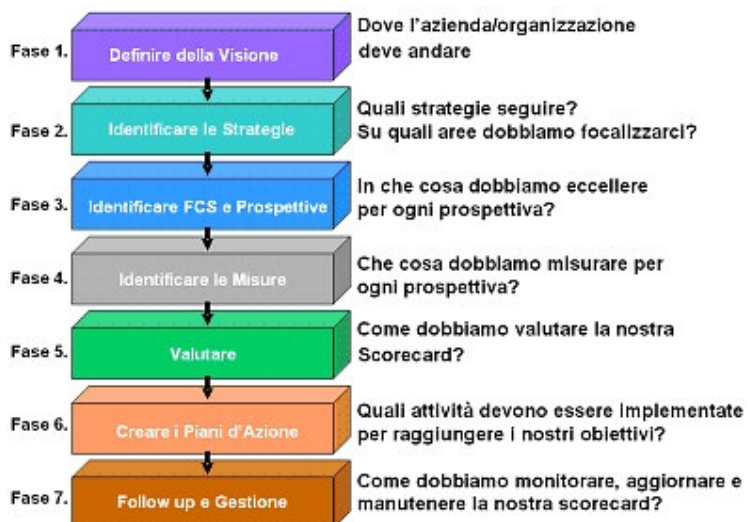 Fase 1.
Definire della Visione
Dove l'azienda/organizzazione
deve andare
Fase 2.
Identificare le Strategie
Quali strategie seguire?
Su quali aree dobbiamo focalizzarci?
Fase 3.
Identificare FCS e Prospettive
In che cosa dobbiamo eccellere
per ogni prospettiva?
Fase 4.
Identificare le Misure
Che cosa dobbiamo misurare per
ogni prospettiva?
Fase 5.
Valutare
Come dobbiamo valutare la nostra
Scorecard?
Fase 6.
Creare i Piani d'Azione
Quali attività devono essere implementate
per raggiungere i nostri obiettivi?
Fase 7.
Follow up e Gestione
Come dobbiamo monitorare, aggiornare e
manutenere la nostra scorecard?